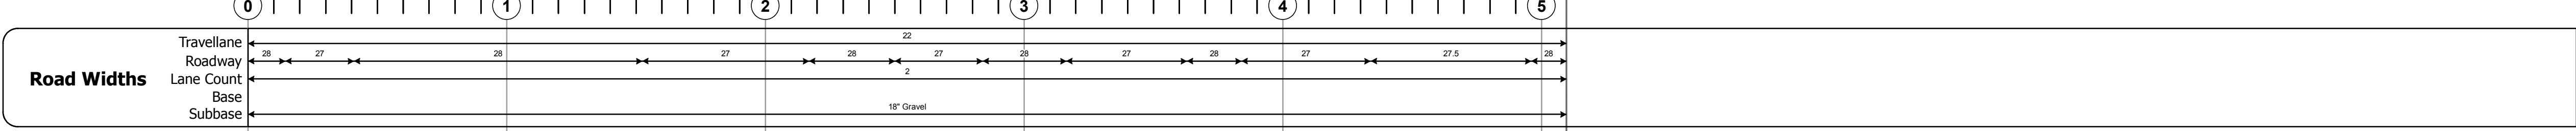 0 1 2 3 4 5
Road Widths
Travellane 22
Roadway 28 27 28 27 28 27 28 27 28 27 27.5 28
Lane Count 2
Base
Subbase 18" Gravel